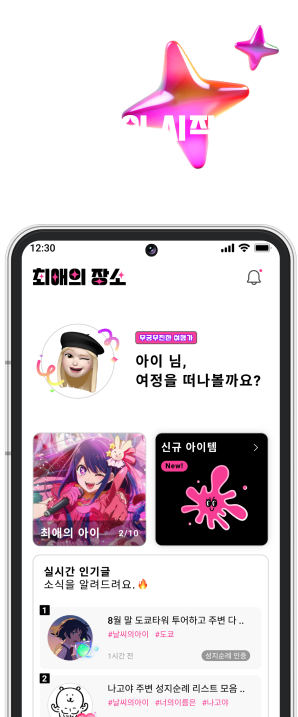 의 시작
12:30
최애의 장소
무궁무진한 여행가
아이 님,
여정을 떠나볼까요?
최애의 아이
2/10
신규 아이템
New!
실시간 인기글
소식을 알려드려요. 🔥
1
8월 말 도쿄타워 투어하고 주변 다 ..
#날씨의아이 #도쿄
1시간 전
성지순례 인증
2
나고야 주변 성지순례 리스트 모음 ..
#날씨의아이 #너의이름은 #나고야